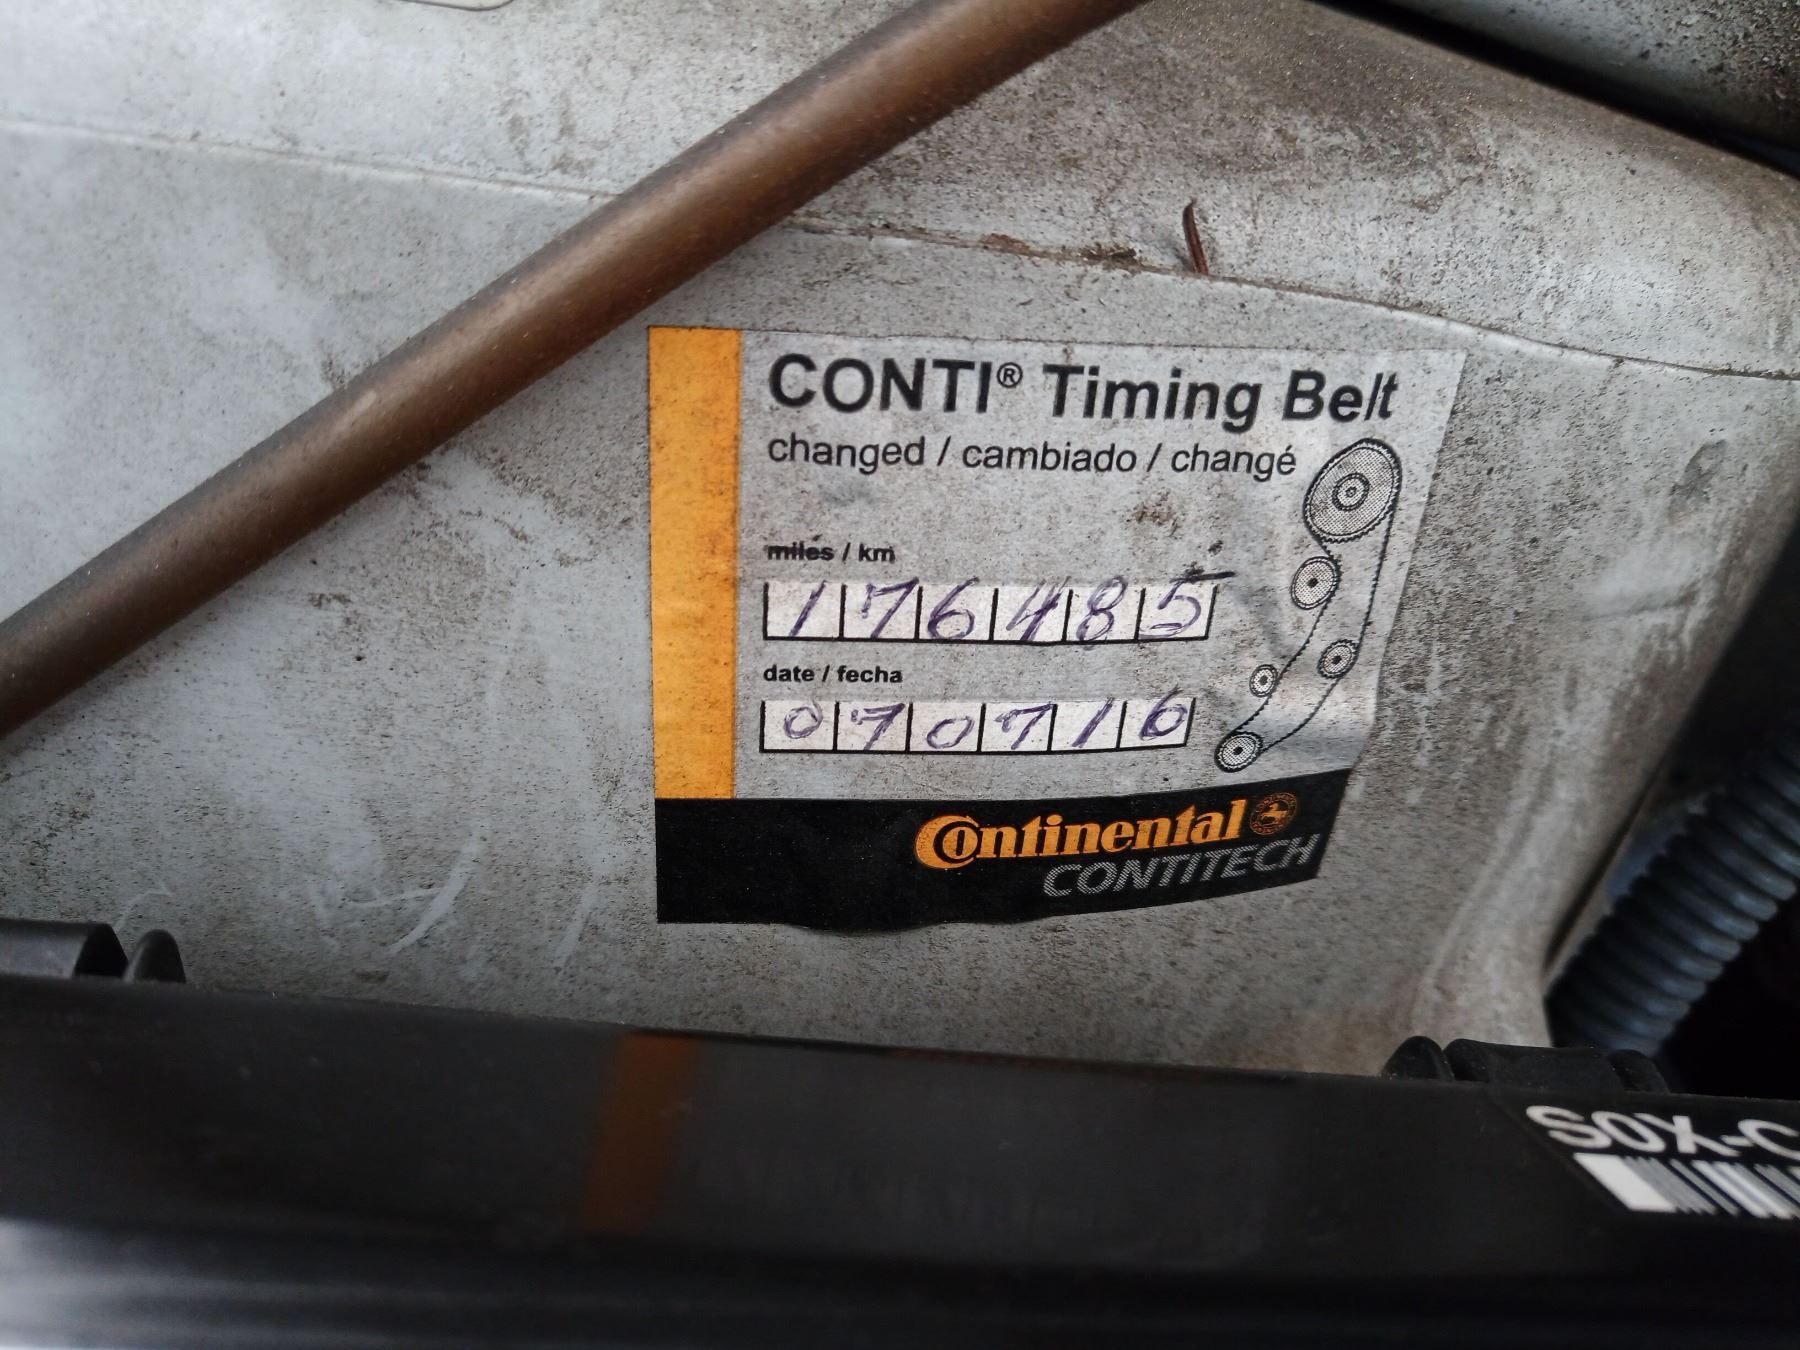 CONTI® Timing Belt
changed / cambiado / changé
miles / km
176485
date / fecha
070716
Continental
CONTITECH
SOX-C